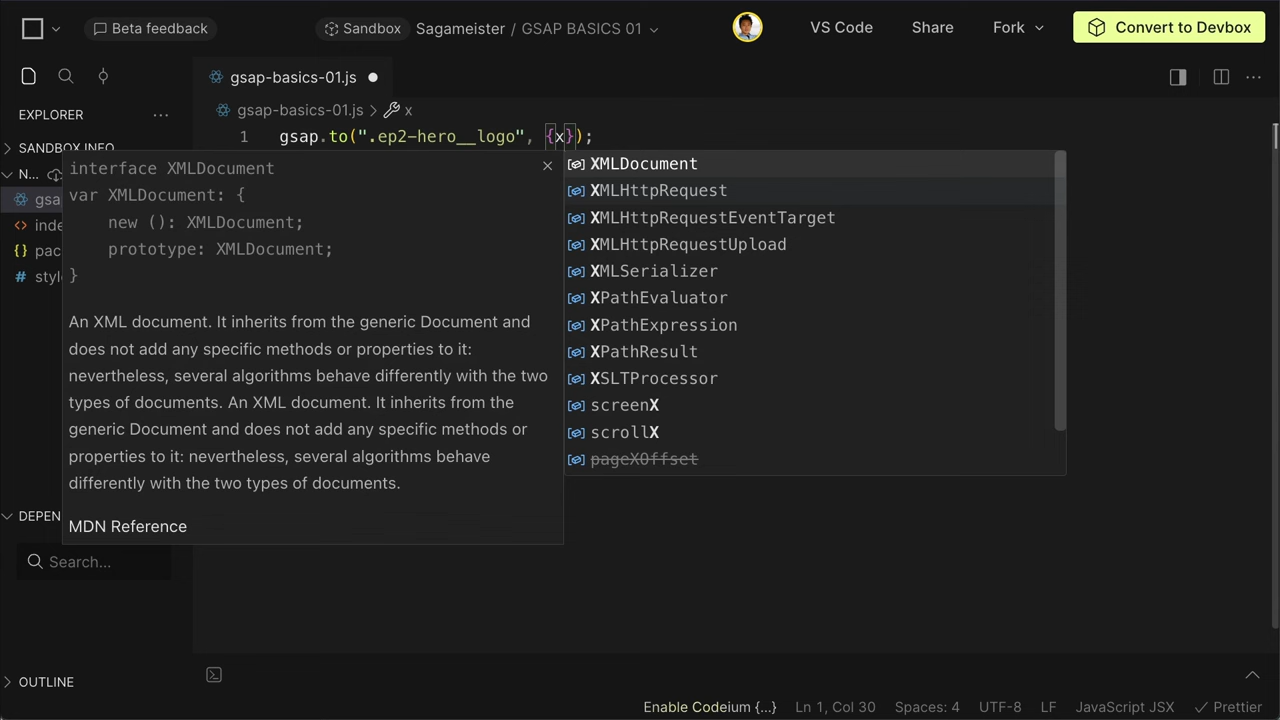 Beta feedback
Sandbox
Sagameister / GSAP BASICS 01
VS Code
Share
Fork
Convert to Devbox
gsap-basics-01.js
EXPLORER
...
gsap-basics-01.js > x
SANDBOX INFO
N...
gsa
inde
pac
style
1 gsap.to(".ep2-hero__logo", {x});
interface XMLDocument
var XMLDocument: {
new (): XMLDocument;
prototype: XMLDocument;
}
An XML document. It inherits from the generic Document and
does not add any specific methods or properties to it:
nevertheless, several algorithms behave differently with the two
types of documents. An XML document. It inherits from the
generic Document and does not add any specific methods or
properties to it: nevertheless, several algorithms behave
differently with the two types of documents.
MDN Reference
XMLDocument
XMLHttpRequest
XMLHttpRequestEventTarget
XMLHttpRequestUpload
XMLSerializer
XPathEvaluator
XPathExpression
XPathResult
XSLTProcessor
screenX
scrollX
pageXOffset
DEPEN
Search...
OUTLINE
Enable Codeium {...}
Ln 1, Col 30
Spaces: 4
UTF-8
LF
JavaScript JSX
Prettier